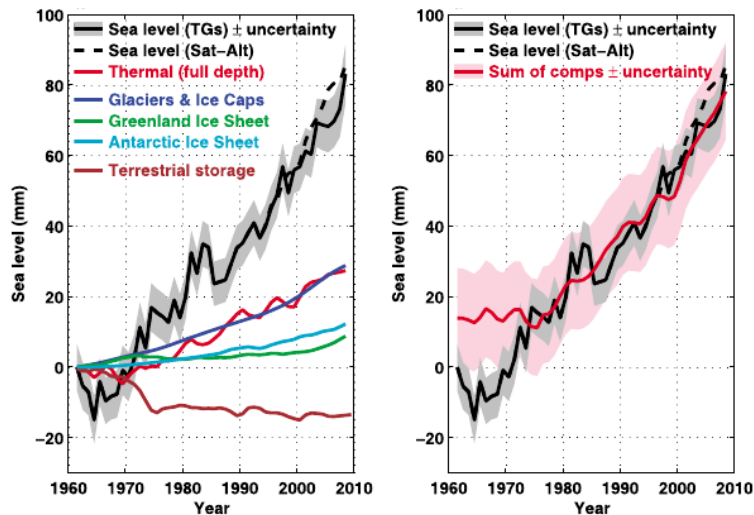 100
80
60
40
20
0
−20
Sea level (mm)
Sea level (TGs) ± uncertainty
Sea level (Sat−Alt)
Thermal (full depth)
Glaciers & Ice Caps
Greenland Ice Sheet
Antarctic Ice Sheet
Terrestrial storage
1960 1970 1980 1990 2000 2010
Year
100
80
60
40
20
0
−20
Sea level (mm)
Sea level (TGs) ± uncertainty
Sea level (Sat−Alt)
Sum of comps ± uncertainty
1960 1970 1980 1990 2000 2010
Year